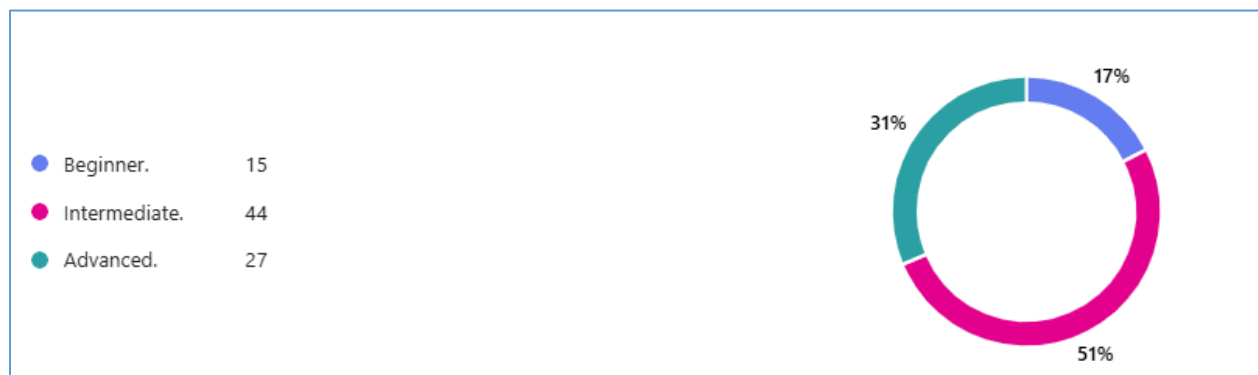 Beginner. 15
Intermediate. 44
Advanced. 27
17%
31%
51%